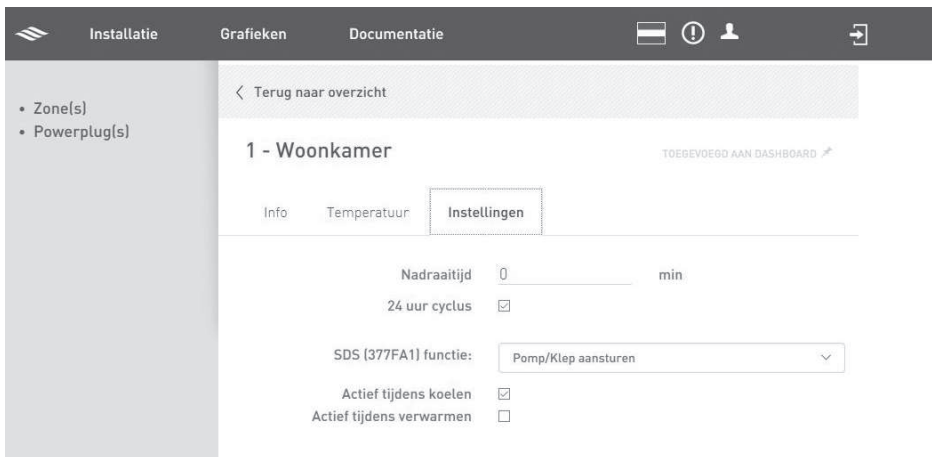 Installatie Grafieken Documentatie
• Zone(s)
• Powerplug(s)
Terug naar overzicht
1 - Woonkamer
TOEGEVOEGD AAN DASHBOARD
Info Temperatuur Instellingen
Nadraaitijd 0 min
24 uur cyclus
SDS (377FA1) functie: Pomp/Klep aansturen
Actief tijdens koelen
Actief tijdens verwarmen